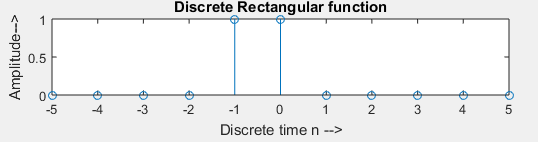 Discrete Rectangular function
Amplitude-->
1
0.5
0
-5 -4 -3 -2 -1 0 1 2 3 4 5
Discrete time n -->